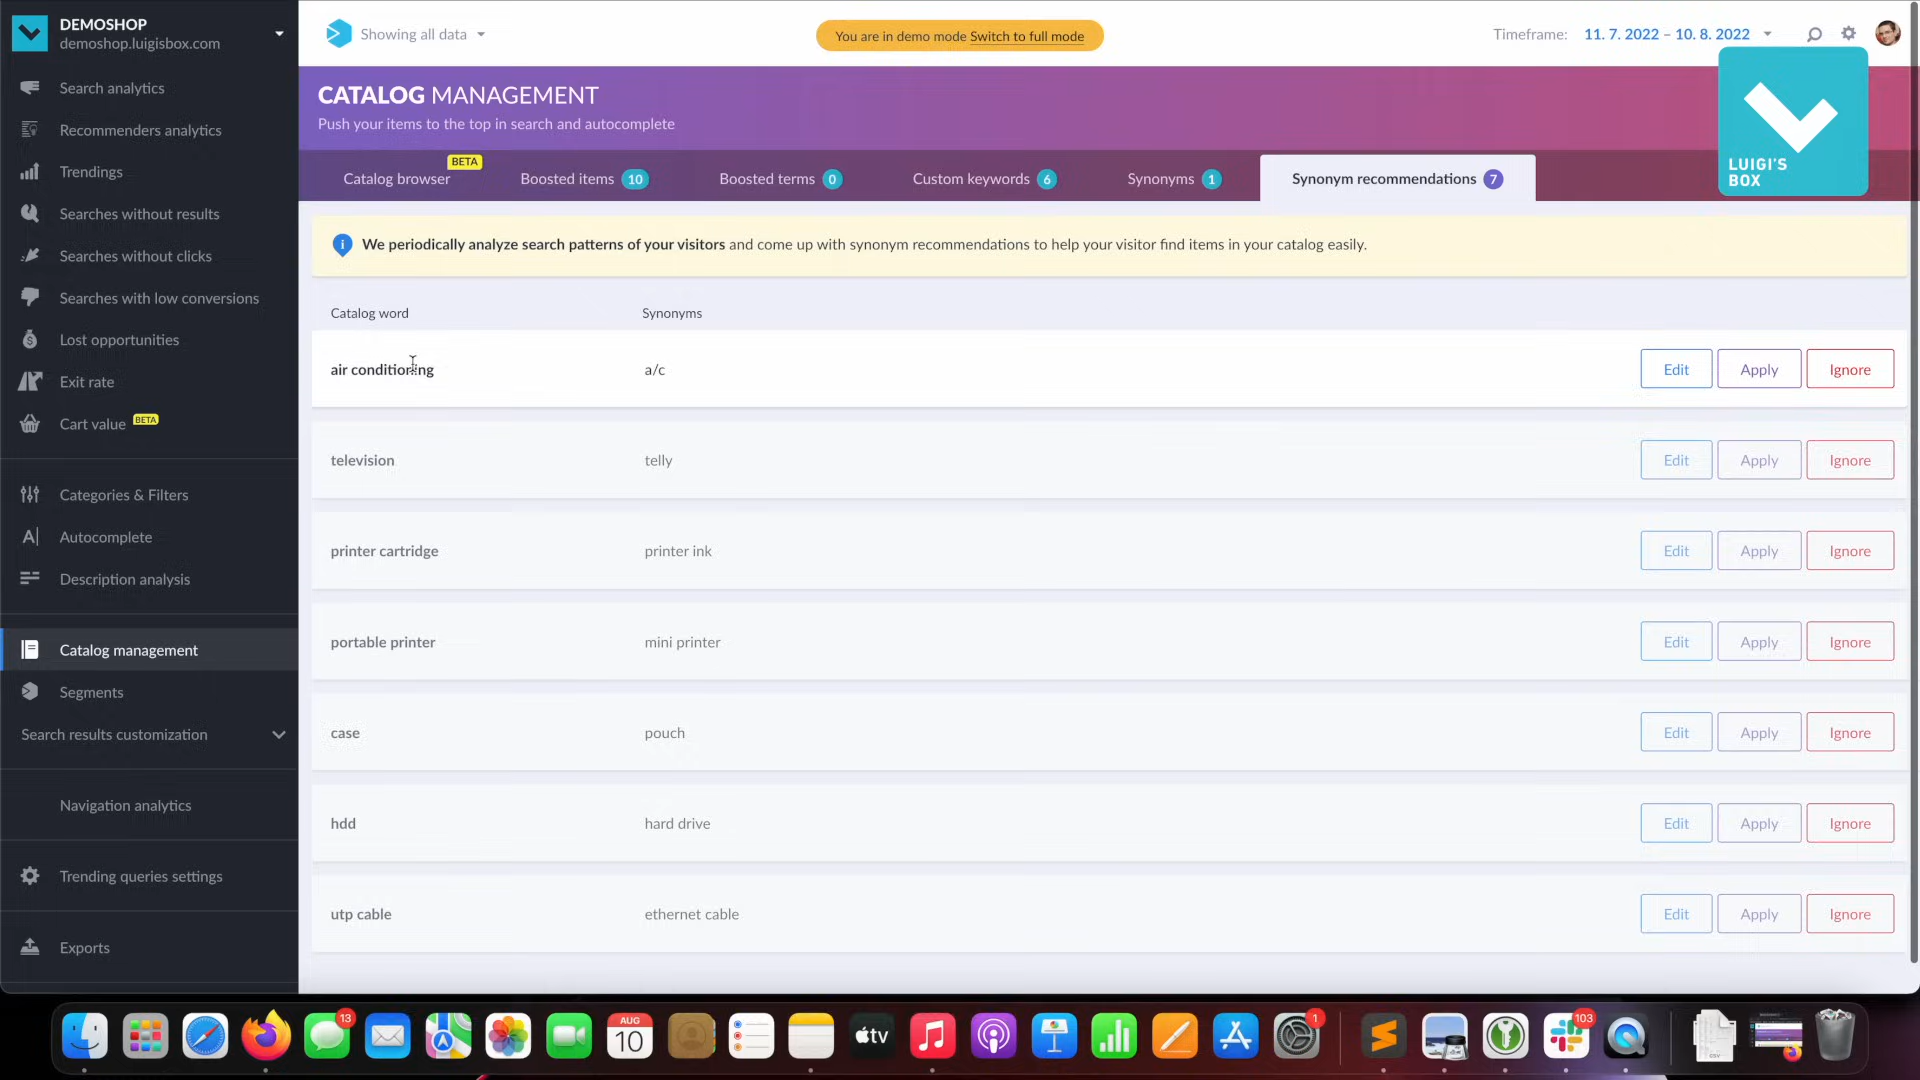 DEMOSHOP
demoshop.luigisbox.com
Showing all data
You are in demo mode Switch to full mode
Timeframe: 11. 7. 2022 – 10. 8. 2022
Search analytics
Recommenders analytics
Trendings
Searches without results
Searches without clicks
Searches with low conversions
Lost opportunities
Exit rate
Cart value BETA
Categories & Filters
A| Autocomplete
Description analysis
Catalog management
Segments
Search results customization
Navigation analytics
Trending queries settings
Exports
CATALOG MANAGEMENT
Push your items to the top in search and autocomplete
LUIGI'S
BOX
BETA
Catalog browser Boosted items 10 Boosted terms 0 Custom keywords 6 Synonyms 1 Synonym recommendations 7
We periodically analyze search patterns of your visitors and come up with synonym recommendations to help your visitor find items in your catalog easily.
Catalog word Synonyms
air conditioning a/c Edit Apply Ignore
television telly Edit Apply Ignore
printer cartridge printer ink Edit Apply Ignore
portable printer mini printer Edit Apply Ignore
case pouch Edit Apply Ignore
hdd hard drive Edit Apply Ignore
utp cable ethernet cable Edit Apply Ignore
13
AUG
10
tv
1
103